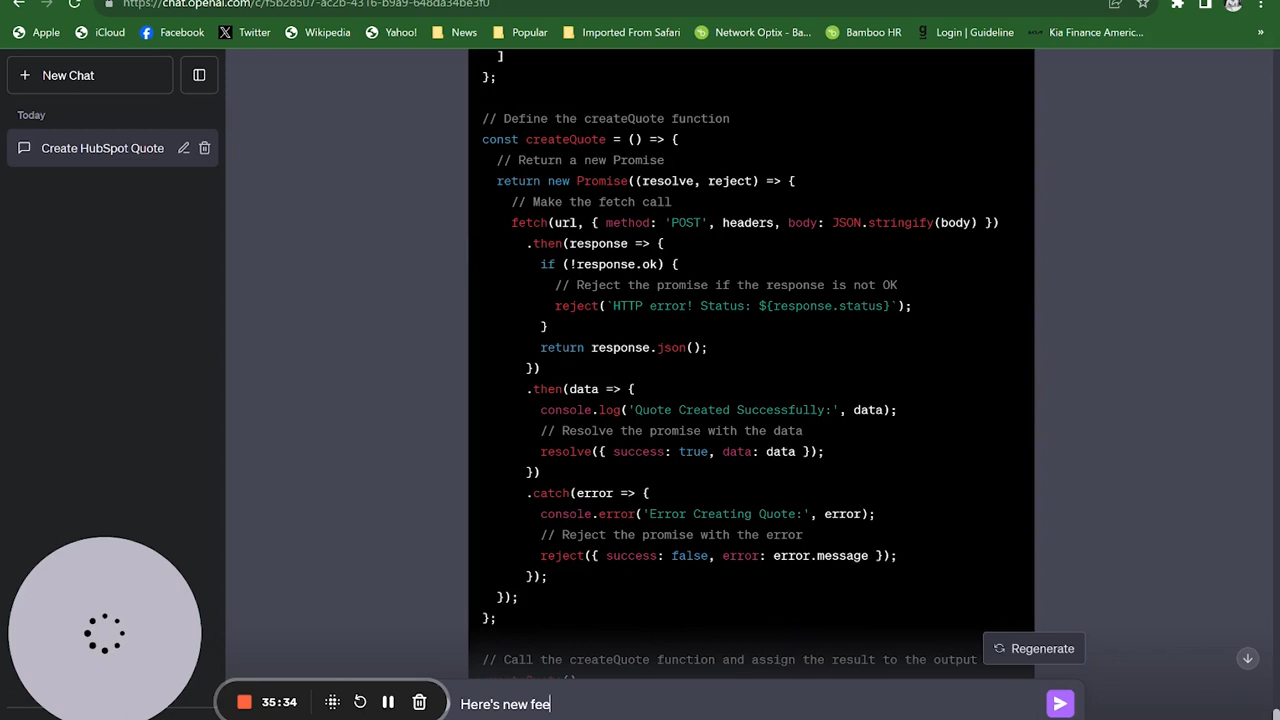 https://chat.openai.com/c/f5b28507-ac2b-4316-b9a9-648da34be3f0
Apple iCloud Facebook Twitter Wikipedia Yahoo! News Popular Imported From Safari Network Optix - Ba... Bamboo HR Login | Guideline Kia Finance Americ... »
+ New Chat
Today
Create HubSpot Quote
]
};
// Define the createQuote function
const createQuote = () => {
// Return a new Promise
return new Promise((resolve, reject) => {
// Make the fetch call
fetch(url, { method: 'POST', headers, body: JSON.stringify(body) })
.then(response => {
if (!response.ok) {
// Reject the promise if the response is not OK
reject(`HTTP error! Status: ${response.status}`);
}
return response.json();
})
.then(data => {
console.log('Quote Created Successfully:', data);
// Resolve the promise with the data
resolve({ success: true, data: data });
})
.catch(error => {
console.error('Error Creating Quote:', error);
// Reject the promise with the error
reject({ success: false, error: error.message });
});
});
};
Regenerate
// Call the createQuote function and assign the result to the output
35:34
Here's new fee